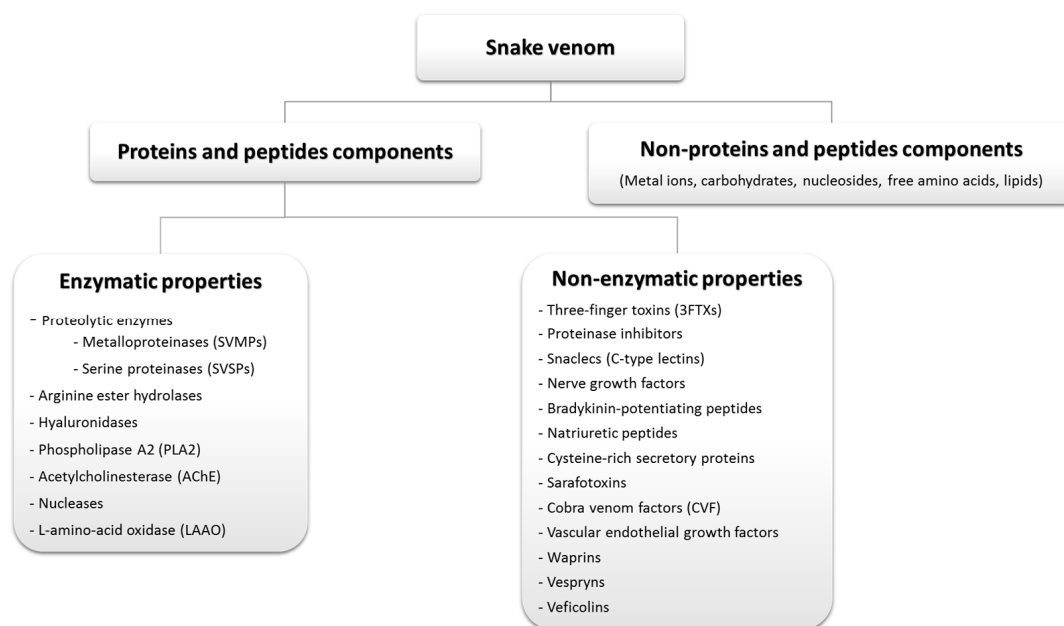 Snake venom
Proteins and peptides components
Non-proteins and peptides components
(Metal ions, carbohydrates, nucleosides, free amino acids, lipids)
Enzymatic properties
- Proteolytic enzymes
- Metalloproteinases (SVMPs)
- Serine proteinases (SVSPs)
- Arginine ester hydrolases
- Hyaluronidases
- Phospholipase A2 (PLA2)
- Acetylcholinesterase (AChE)
- Nucleases
- L-amino-acid oxidase (LAAO)
Non-enzymatic properties
- Three-finger toxins (3FTXs)
- Proteinase inhibitors
- Snaclecs (C-type lectins)
- Nerve growth factors
- Bradykinin-potentiating peptides
- Natriuretic peptides
- Cysteine-rich secretory proteins
- Sarafotoxins
- Cobra venom factors (CVF)
- Vascular endothelial growth factors
- Waprins
- Vespryns
- Veficolins